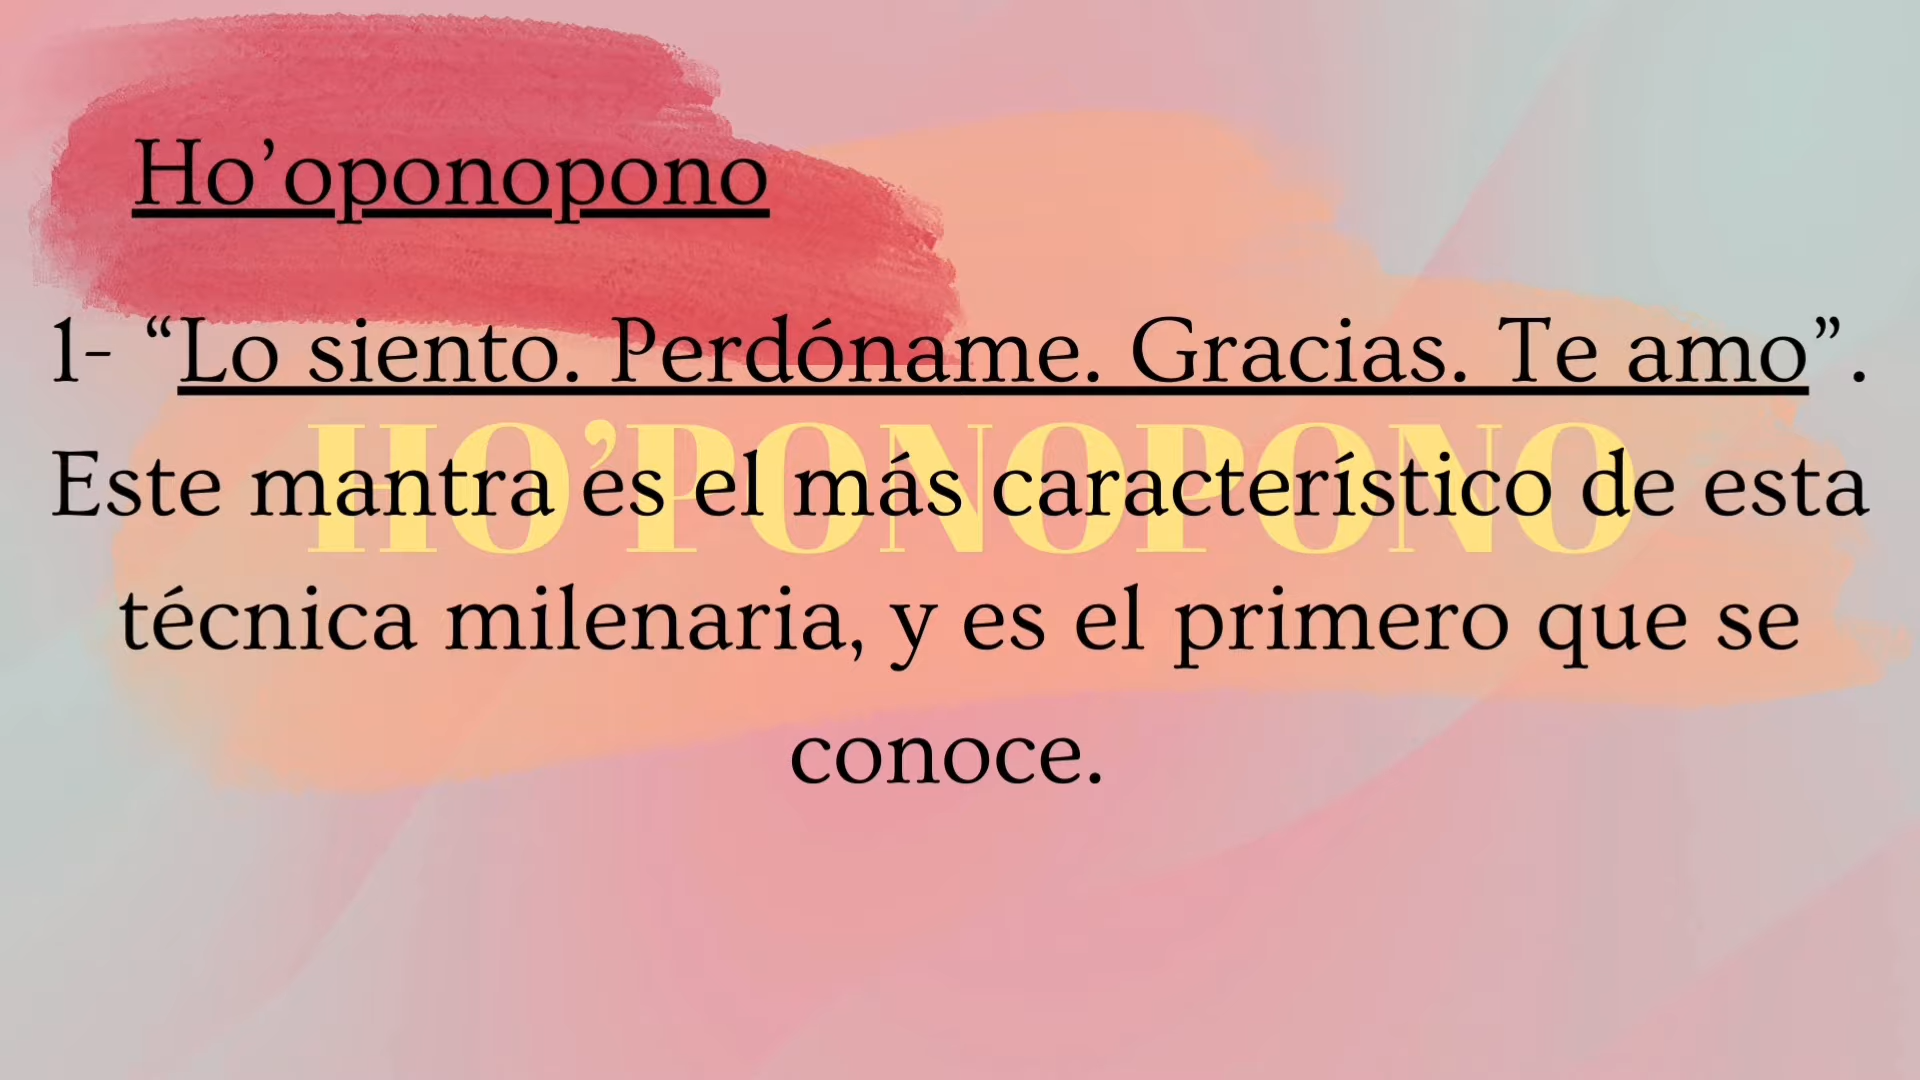 Ho’oponopono
1- “Lo siento. Perdóname. Gracias. Te amo”.
HO’PONOPONO
Este mantra es el más característico de esta
técnica milenaria, y es el primero que se
conoce.